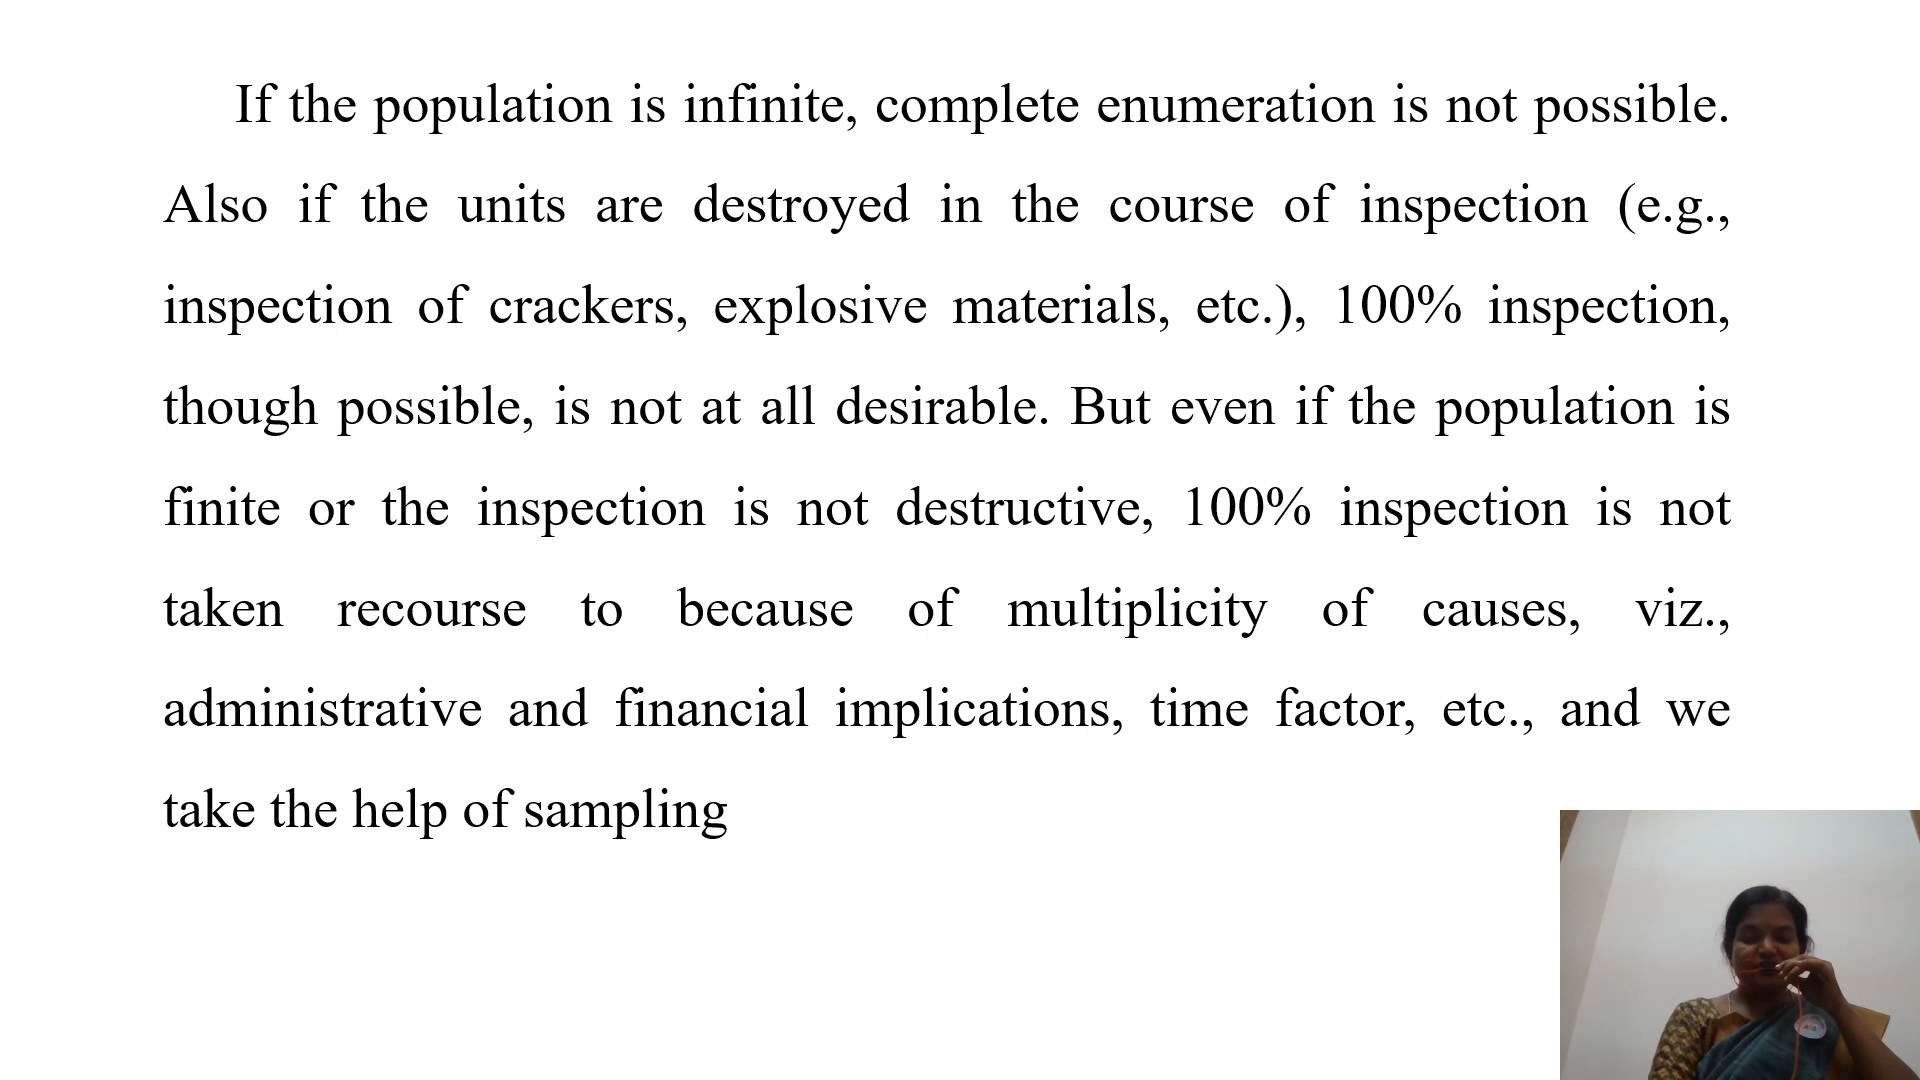 If the population is infinite, complete enumeration is not possible.
Also if the units are destroyed in the course of inspection (e.g.,
inspection of crackers, explosive materials, etc.), 100% inspection,
though possible, is not at all desirable. But even if the population is
finite or the inspection is not destructive, 100% inspection is not
taken recourse to because of multiplicity of causes, viz.,
administrative and financial implications, time factor, etc., and we
take the help of sampling